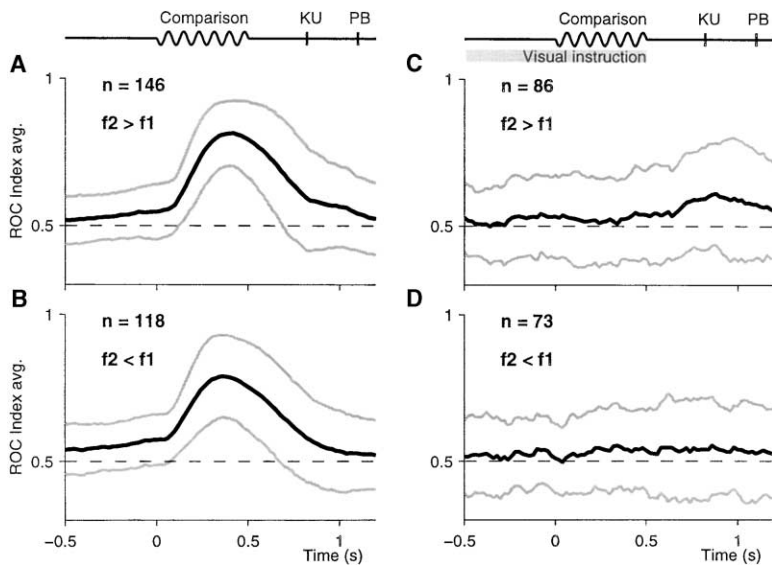 Comparison KU PB
Comparison KU PB
Visual instruction
A
1
n = 146
f2 > f1
ROC Index avg.
0.5
C
1
n = 86
f2 > f1
0.5
B
1
n = 118
f2 < f1
ROC Index avg.
0.5
-0.5 0 0.5 1
Time (s)
D
1
n = 73
f2 < f1
0.5
-0.5 0 0.5 1
Time (s)